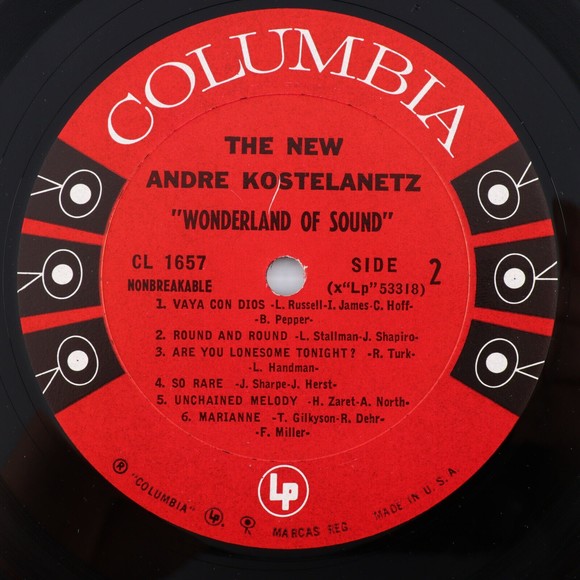 COLUMBIA
THE NEW
ANDRE KOSTELANETZ
"WONDERLAND OF SOUND"
CL 1657
NONBREAKABLE
SIDE 2
(x"Lp"53318)
1. VAYA CON DIOS -L. Russell-I. James-C. Hoff-
-B. Pepper-
2. ROUND AND ROUND -L. Stallman-J. Shapiro-
3. ARE YOU LONESOME TONIGHT? -R. Turk-
-L. Handman-
4. SO RARE -J. Sharpe-J. Herst-
5. UNCHAINED MELODY -H. Zaret-A. North-
6. MARIANNE -T. Gilkyson-R. Dehr-
-F. Miller-
Lp
® "COLUMBIA" Lp MARCAS REG. MADE IN U.S.A.